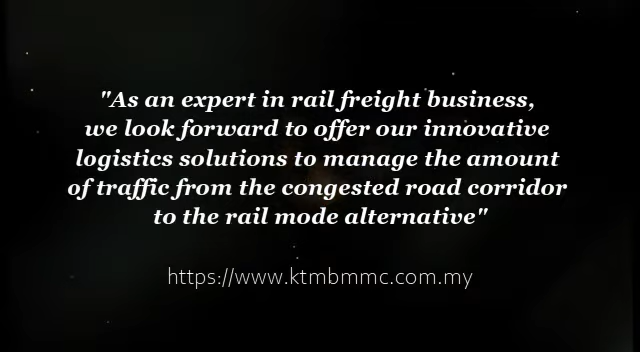 "As an expert in rail freight business,
we look forward to offer our innovative
logistics solutions to manage the amount
of traffic from the congested road corridor
to the rail mode alternative"
https://www.ktmbmmc.com.my